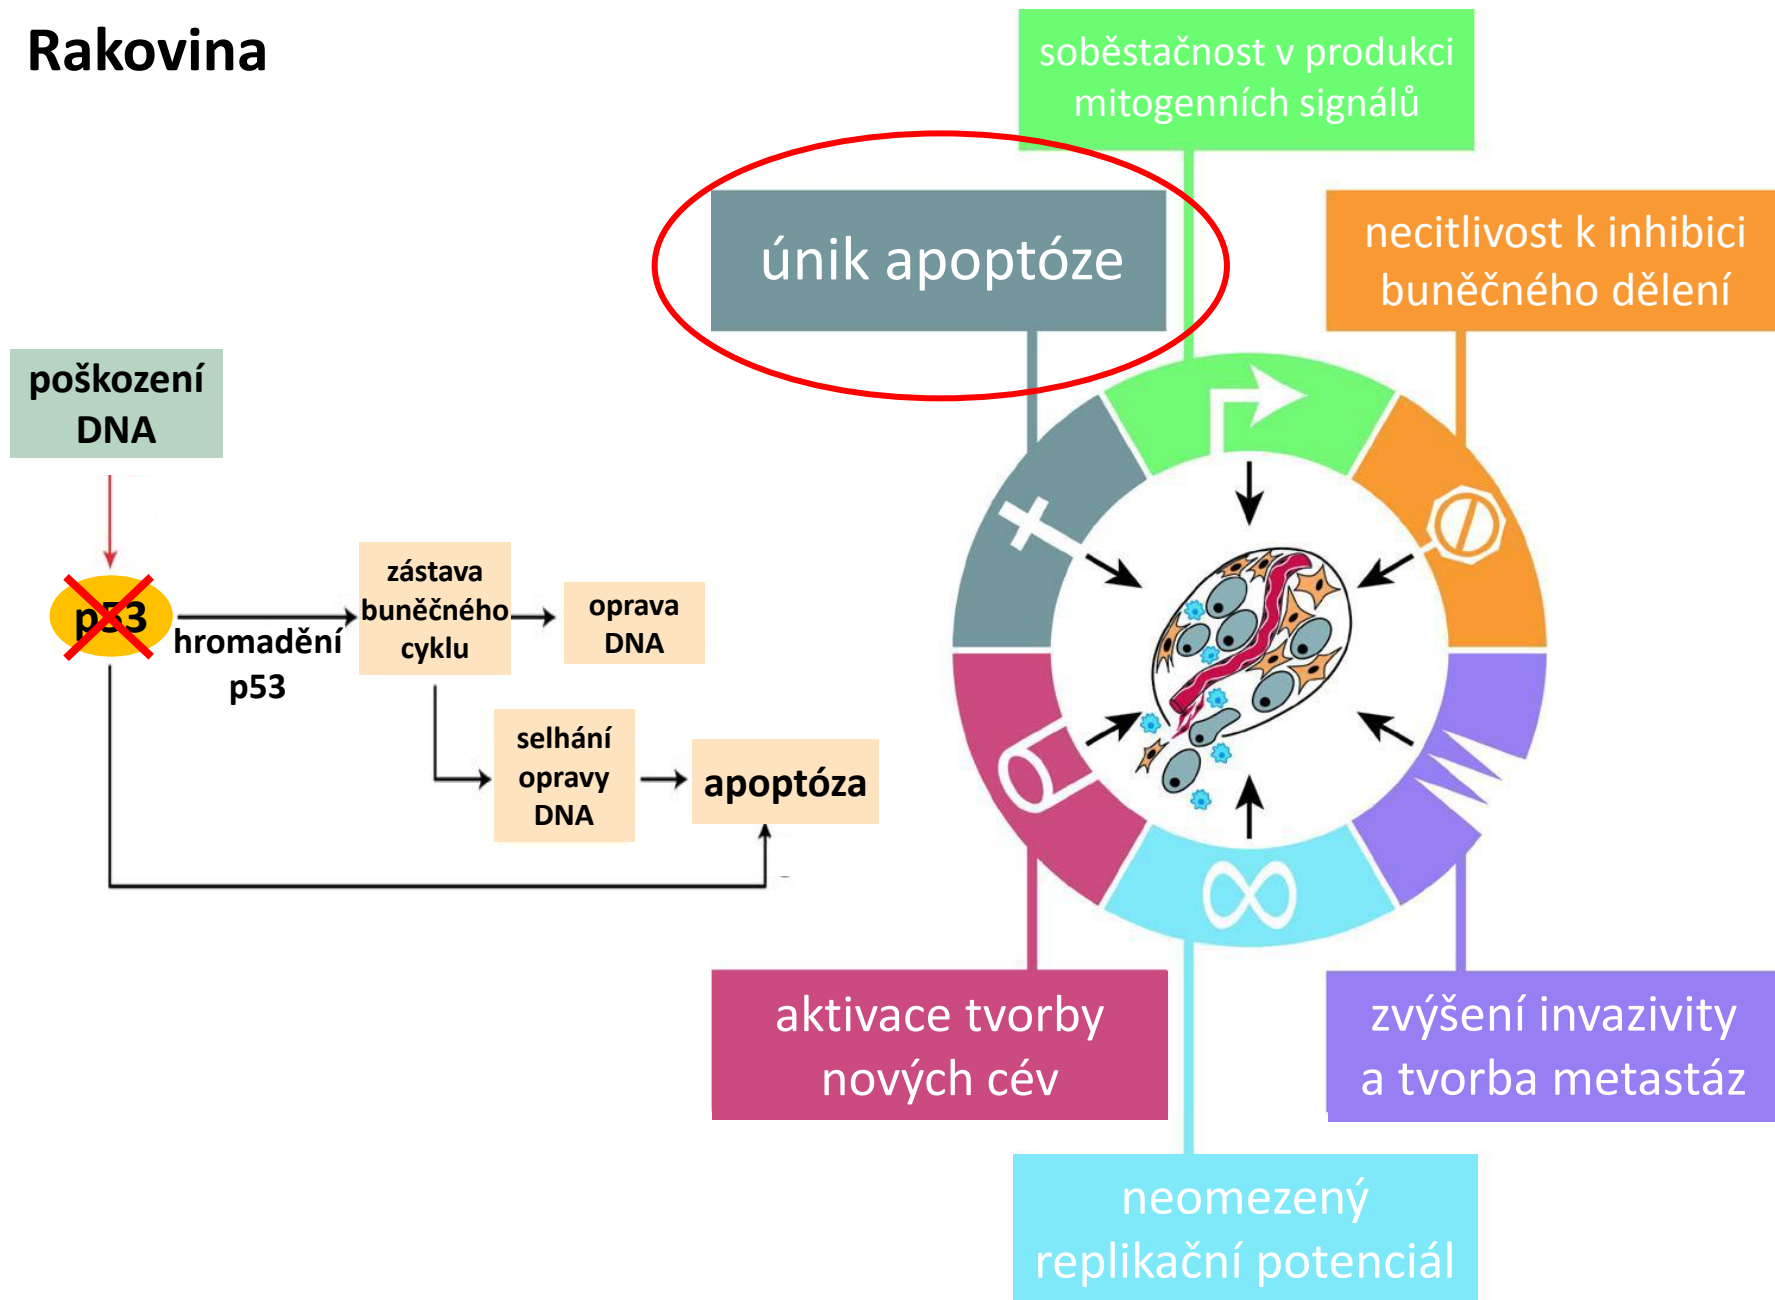 Rakovina
soběstačnost v produkci
mitogenních signálů
únik apoptóze
necitlivost k inhibici
buněčného dělení
poškození
DNA
p53
hromadění
p53
zástava
buněčného
cyklu
oprava
DNA
selhání
opravy
DNA
apoptóza
aktivace tvorby
nových cév
zvýšení invazivity
a tvorba metastáz
neomezený
replikační potenciál